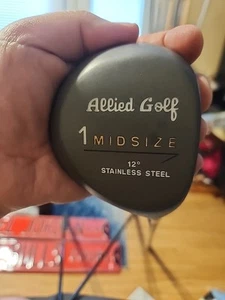 Allied Golf
1 MIDSIZE
12°
STAINLESS STEEL